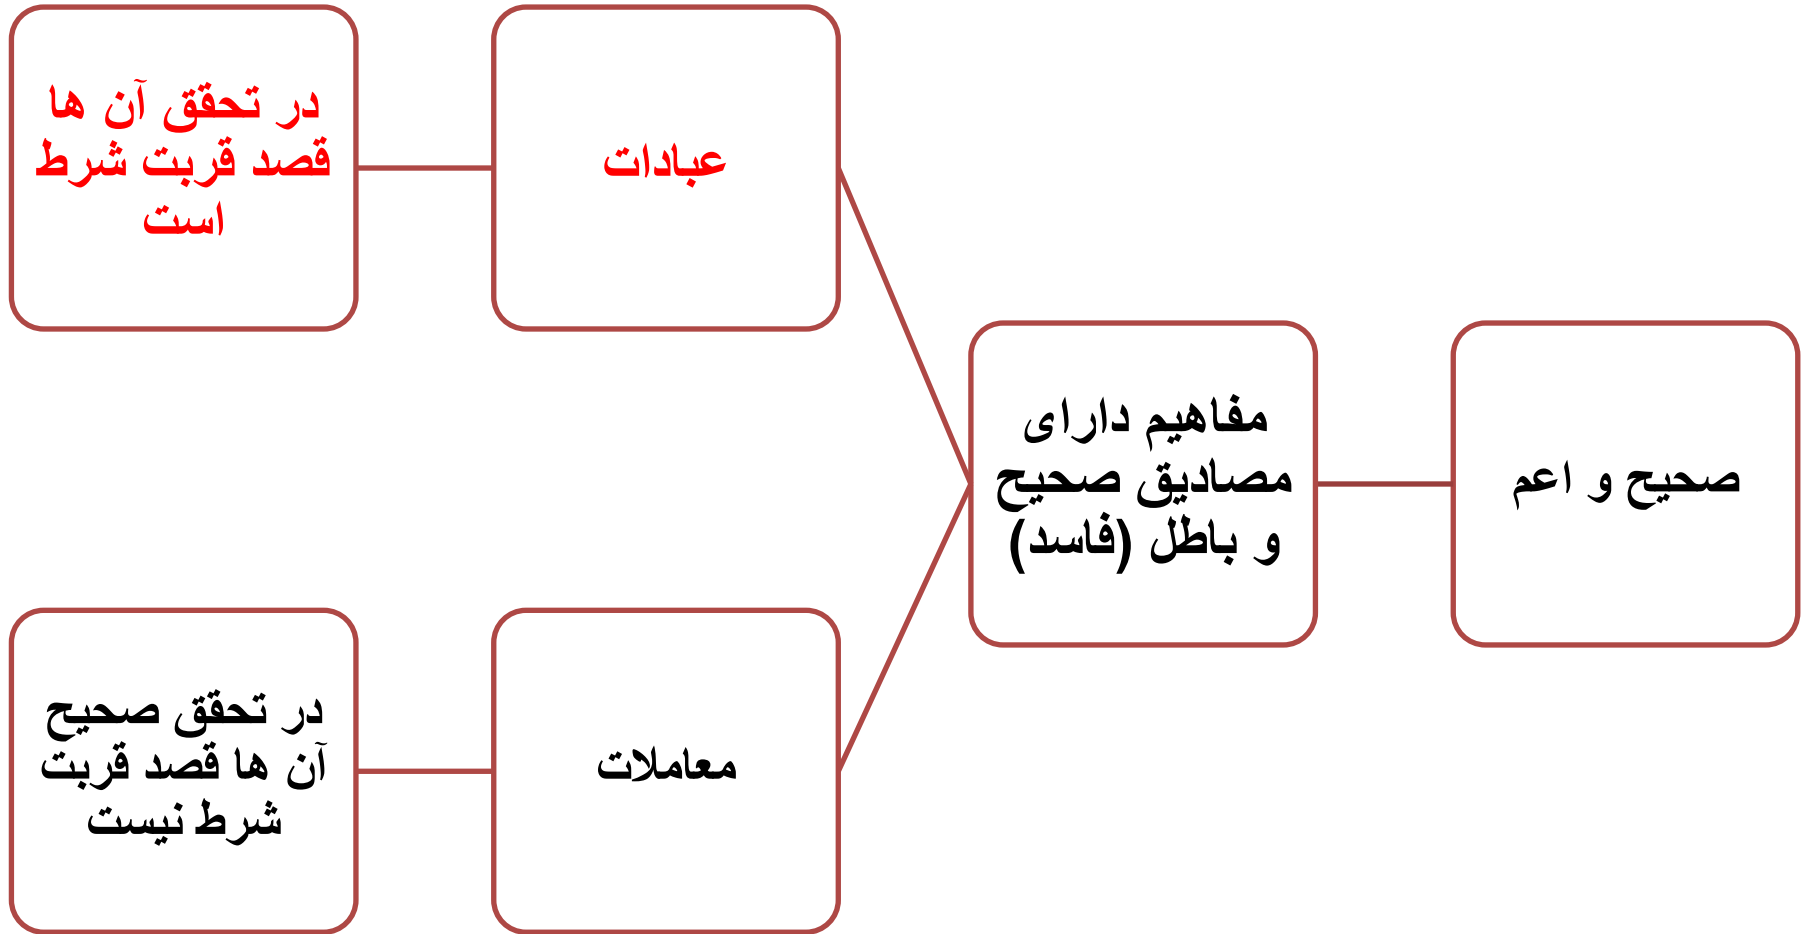 صحیح و اعم
مفاهیم دارای
مصادیق صحیح
و باطل (فاسد)
عبادات
در تحقق آن ها
قصد قربت شرط
است
معاملات
در تحقق صحیح
آن ها قصد قربت
شرط نیست